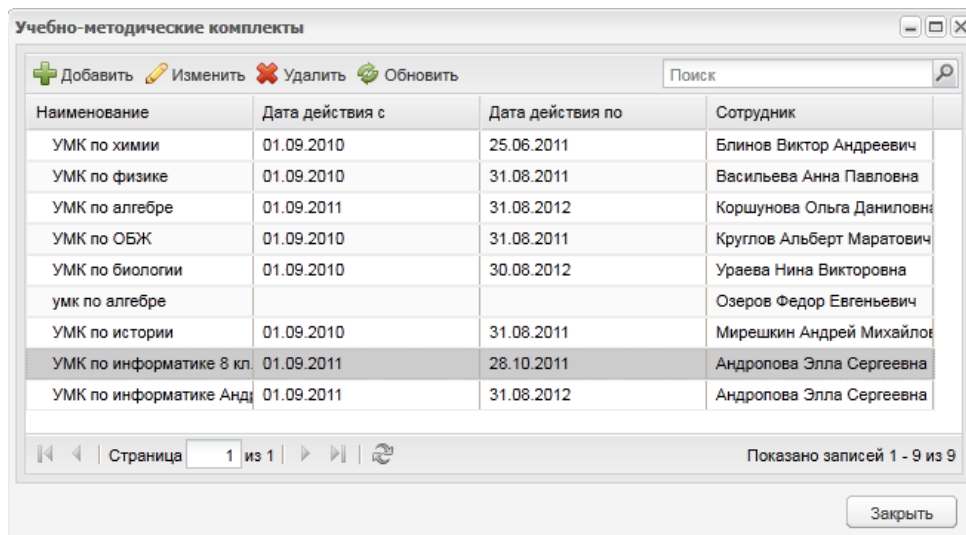 Учебно-методические комплекты
Добавить Изменить Удалить Обновить Поиск
Наименование Дата действия с Дата действия по Сотрудник
УМК по химии 01.09.2010 25.06.2011 Блинов Виктор Андреевич
УМК по физике 01.09.2010 31.08.2011 Васильева Анна Павловна
УМК по алгебре 01.09.2011 31.08.2012 Коршунова Ольга Даниловна
УМК по ОБЖ 01.09.2010 31.08.2011 Круглов Альберт Маратович
УМК по биологии 01.09.2010 30.08.2012 Ураева Нина Викторовна
умк по алгебре Озеров Федор Евгеньевич
УМК по истории 01.09.2010 31.08.2011 Мирешкин Андрей Михайлов
УМК по информатике 8 кл. 01.09.2011 28.10.2011 Андропова Элла Сергеевна
УМК по информатике Андр 01.09.2011 31.08.2012 Андропова Элла Сергеевна
Страница 1 из 1 Показано записей 1 - 9 из 9
Закрыть